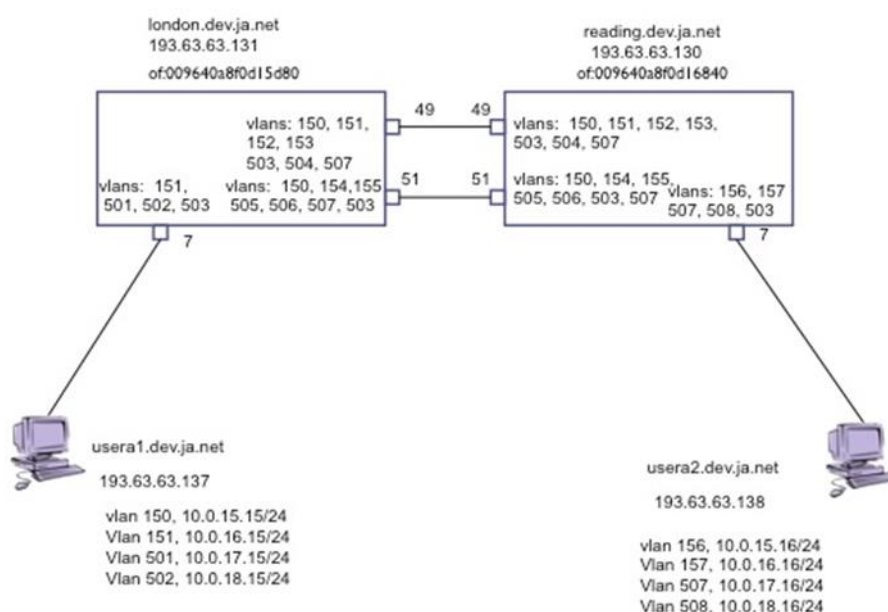 london.dev.ja.net
193.63.63.131
of:009640a8f0d15d80
reading.dev.ja.net
193.63.63.130
of:009640a8f0d16840
vlans: 150, 151,
152, 153
503, 504, 507
vlans: 151,
501, 502, 503
vlans: 150, 154,155
505, 506, 507, 503
49
49
51
51
7
vlans: 150, 151, 152, 153,
503, 504, 507
vlans: 150, 154, 155,
505, 506, 503, 507
vlans: 156, 157
507, 508, 503
7
usera1.dev.ja.net
193.63.63.137
vlan 150, 10.0.15.15/24
Vlan 151, 10.0.16.15/24
Vlan 501, 10.0.17.15/24
Vlan 502, 10.0.18.15/24
usera2.dev.ja.net
193.63.63.138
vlan 156, 10.0.15.16/24
Vlan 157, 10.0.16.16/24
Vlan 507, 10.0.17.16/24
Vlan 508, 10.0.18.16/24